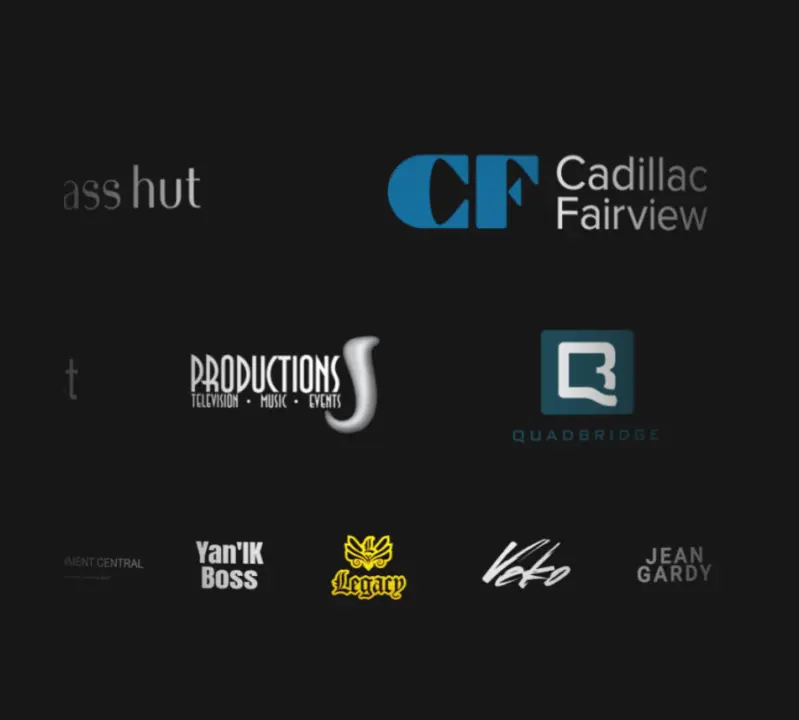 ass hut
CF
Cadillac
Fairview
t
PRODUCTIONS J
TELEVISION • MUSIC • EVENTS
QB
QUADBRIDGE
MENT CENTRAL
Yan'IK
Boss
L
Legacy
Veko
JEAN
GARDY